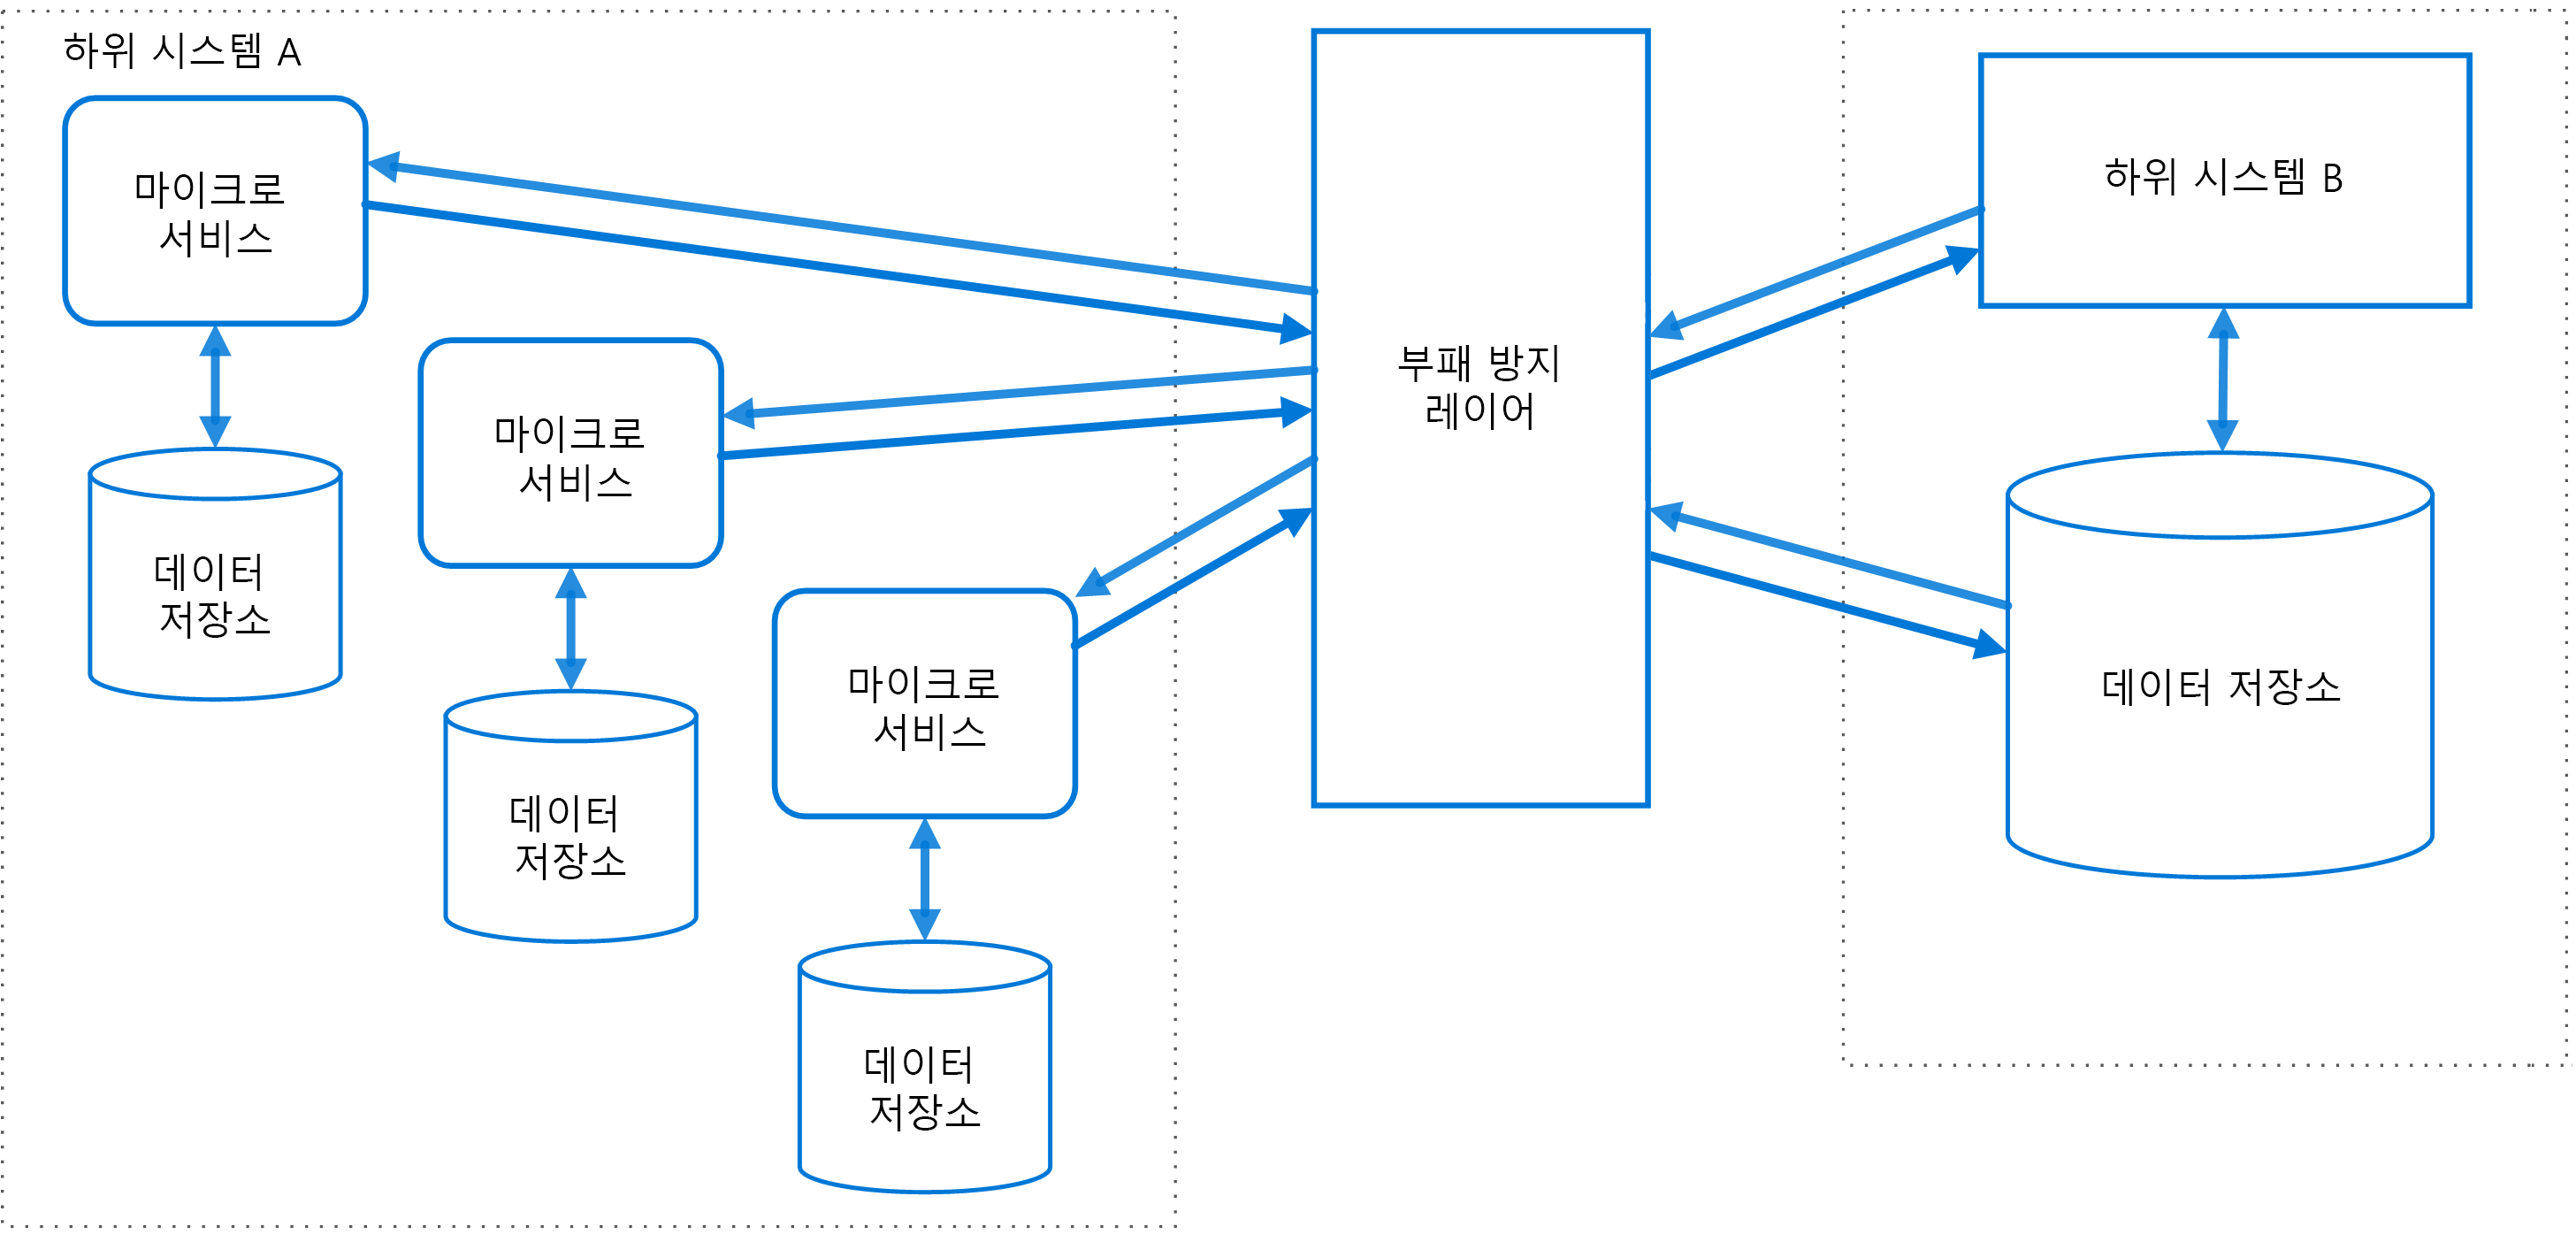 하위 시스템 A
마이크로
서비스
데이터
저장소
마이크로
서비스
데이터
저장소
마이크로
서비스
데이터
저장소
부패 방지
레이어
하위 시스템 B
데이터 저장소